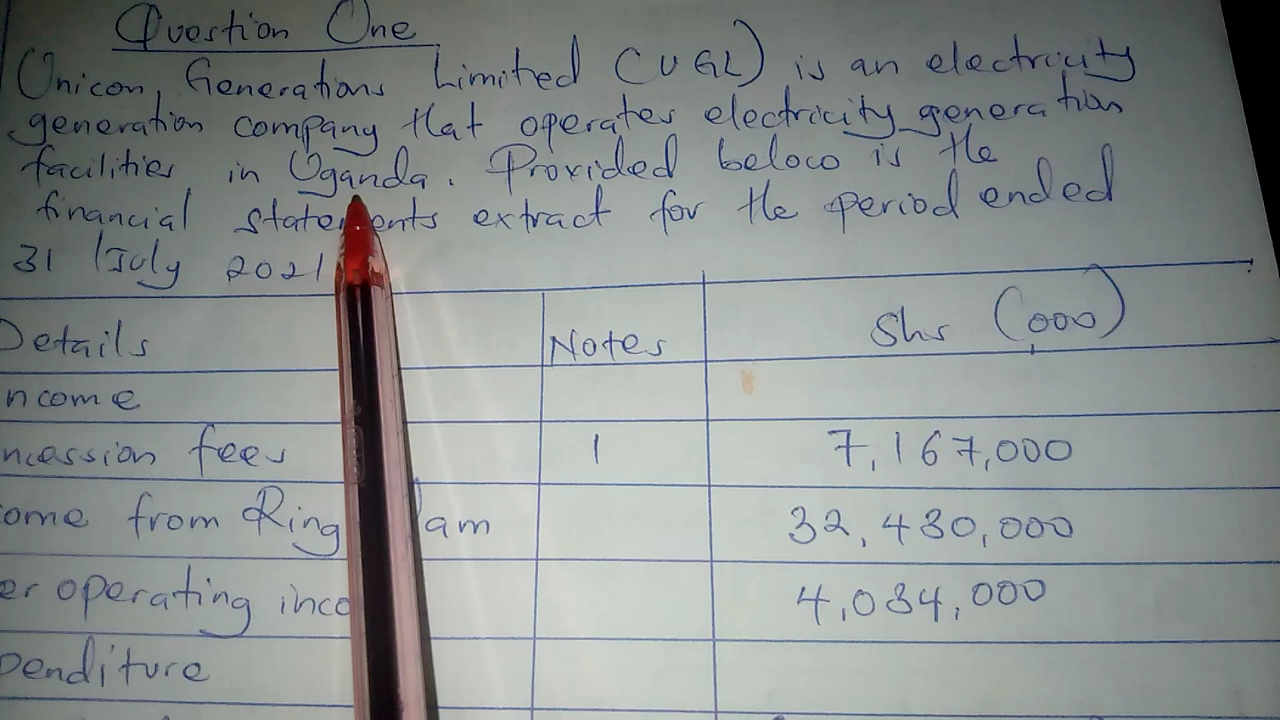 Question One
Unicon, Generations Limited (UGL) is an electricity
generation company that operates electricity generation
facilities in Uganda. Provided below is the
financial statements extract for the period ended
31 July 2021
Details Notes Shs (000)
ncome
ncession fees 1 7,167,000
ome from King Dam 32,430,000
er operating inco 4,034,000
penditure